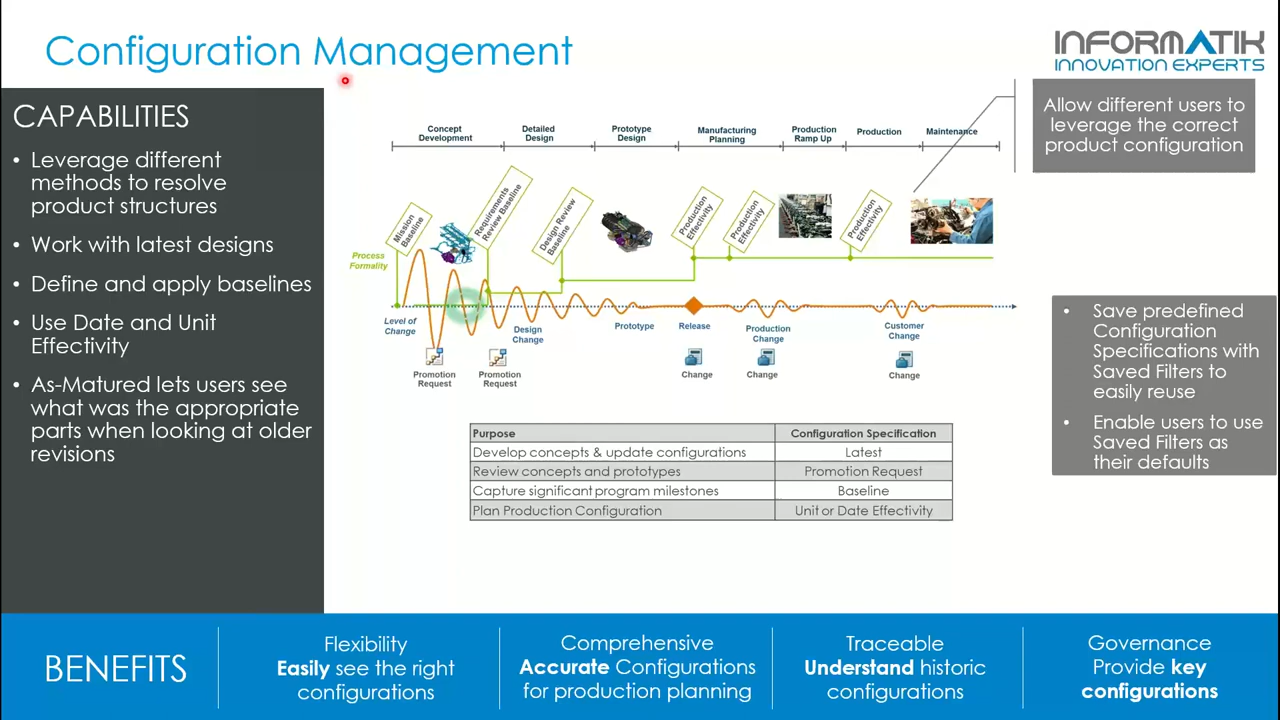 Configuration Management
INFORMATIK
INNOVATION EXPERTS
CAPABILITIES
• Leverage different
methods to resolve
product structures
• Work with latest designs
• Define and apply baselines
• Use Date and Unit
Effectivity
• As-Matured lets users see
what was the appropriate
parts when looking at older
revisions
Concept
Development
Detailed
Design
Prototype
Design
Manufacturing
Planning
Production
Ramp Up
Production
Maintenance
Allow different users to
leverage the correct
product configuration
Mission
Baseline
Requirements
Review Baseline
Design Review
Baseline
Production
Effectivity
Production
Effectivity
Production
Effectivity
Process
Formality
Level of
Change
Design
Change
Prototype
Release
Production
Change
Customer
Change
Promotion
Request
Promotion
Request
Change
Change
Change
• Save predefined
Configuration
Specifications with
Saved Filters to
easily reuse
• Enable users to use
Saved Filters as
their defaults
Purpose Configuration Specification
Develop concepts & update configurations Latest
Review concepts and prototypes Promotion Request
Capture significant program milestones Baseline
Plan Production Configuration Unit or Date Effectivity
BENEFITS
Flexibility
Easily see the right
configurations
Comprehensive
Accurate Configurations
for production planning
Traceable
Understand historic
configurations
Governance
Provide key
configurations